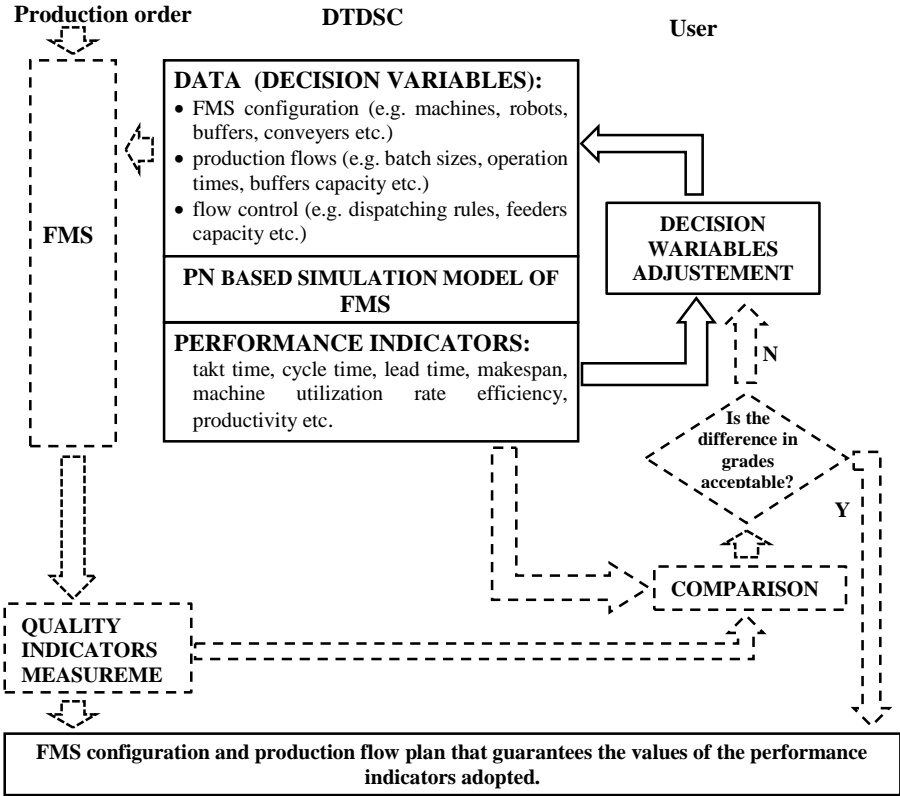 Production order
DTDSC
User
DATA (DECISION VARIABLES):
• FMS configuration (e.g. machines, robots,
buffers, conveyers etc.)
• production flows (e.g. batch sizes, operation
times, buffers capacity etc.)
• flow control (e.g. dispatching rules, feeders
capacity etc.)
FMS
DECISION
WARIABLES
ADJUSTEMENT
PN BASED SIMULATION MODEL OF
FMS
PERFORMANCE INDICATORS:
takt time, cycle time, lead time, makespan,
machine utilization rate efficiency,
productivity etc.
N
Is the
difference in
grades
acceptable?
Y
COMPARISON
QUALITY
INDICATORS
MEASUREME
FMS configuration and production flow plan that guarantees the values of the performance
indicators adopted.